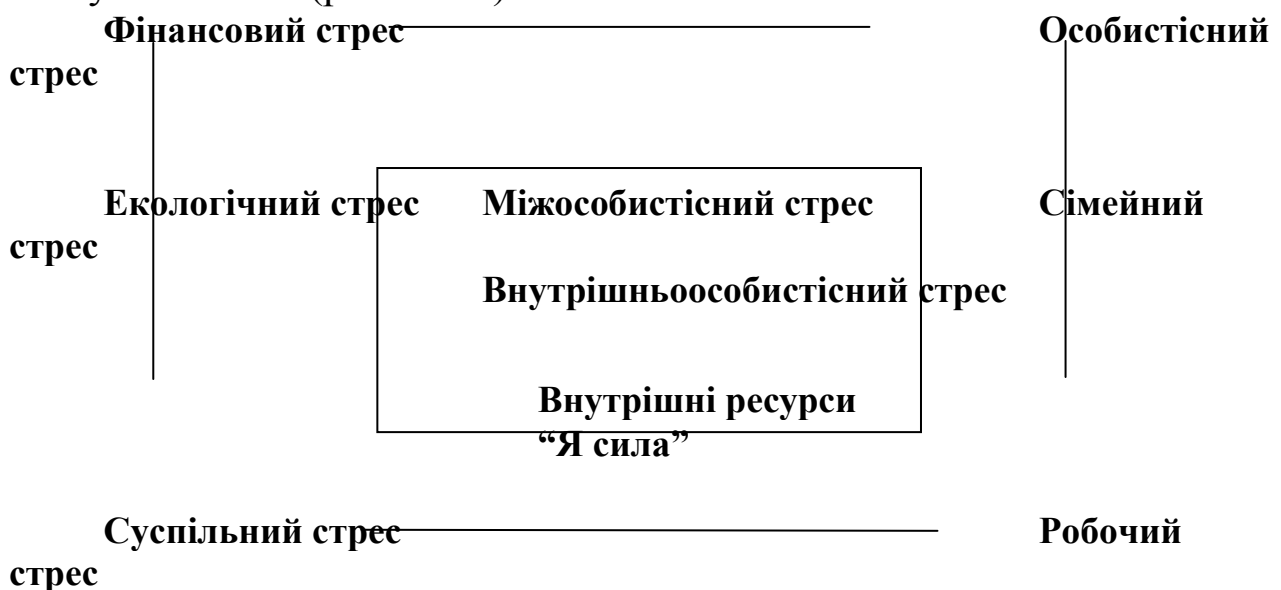 Фінансовий стрес Особистісний
стрес
Екологічний стрес Міжособистісний стрес Сімейний
стрес
Внутрішньоособистісний стрес
Внутрішні ресурси
“Я сила”
Суспільний стрес Робочий
стрес